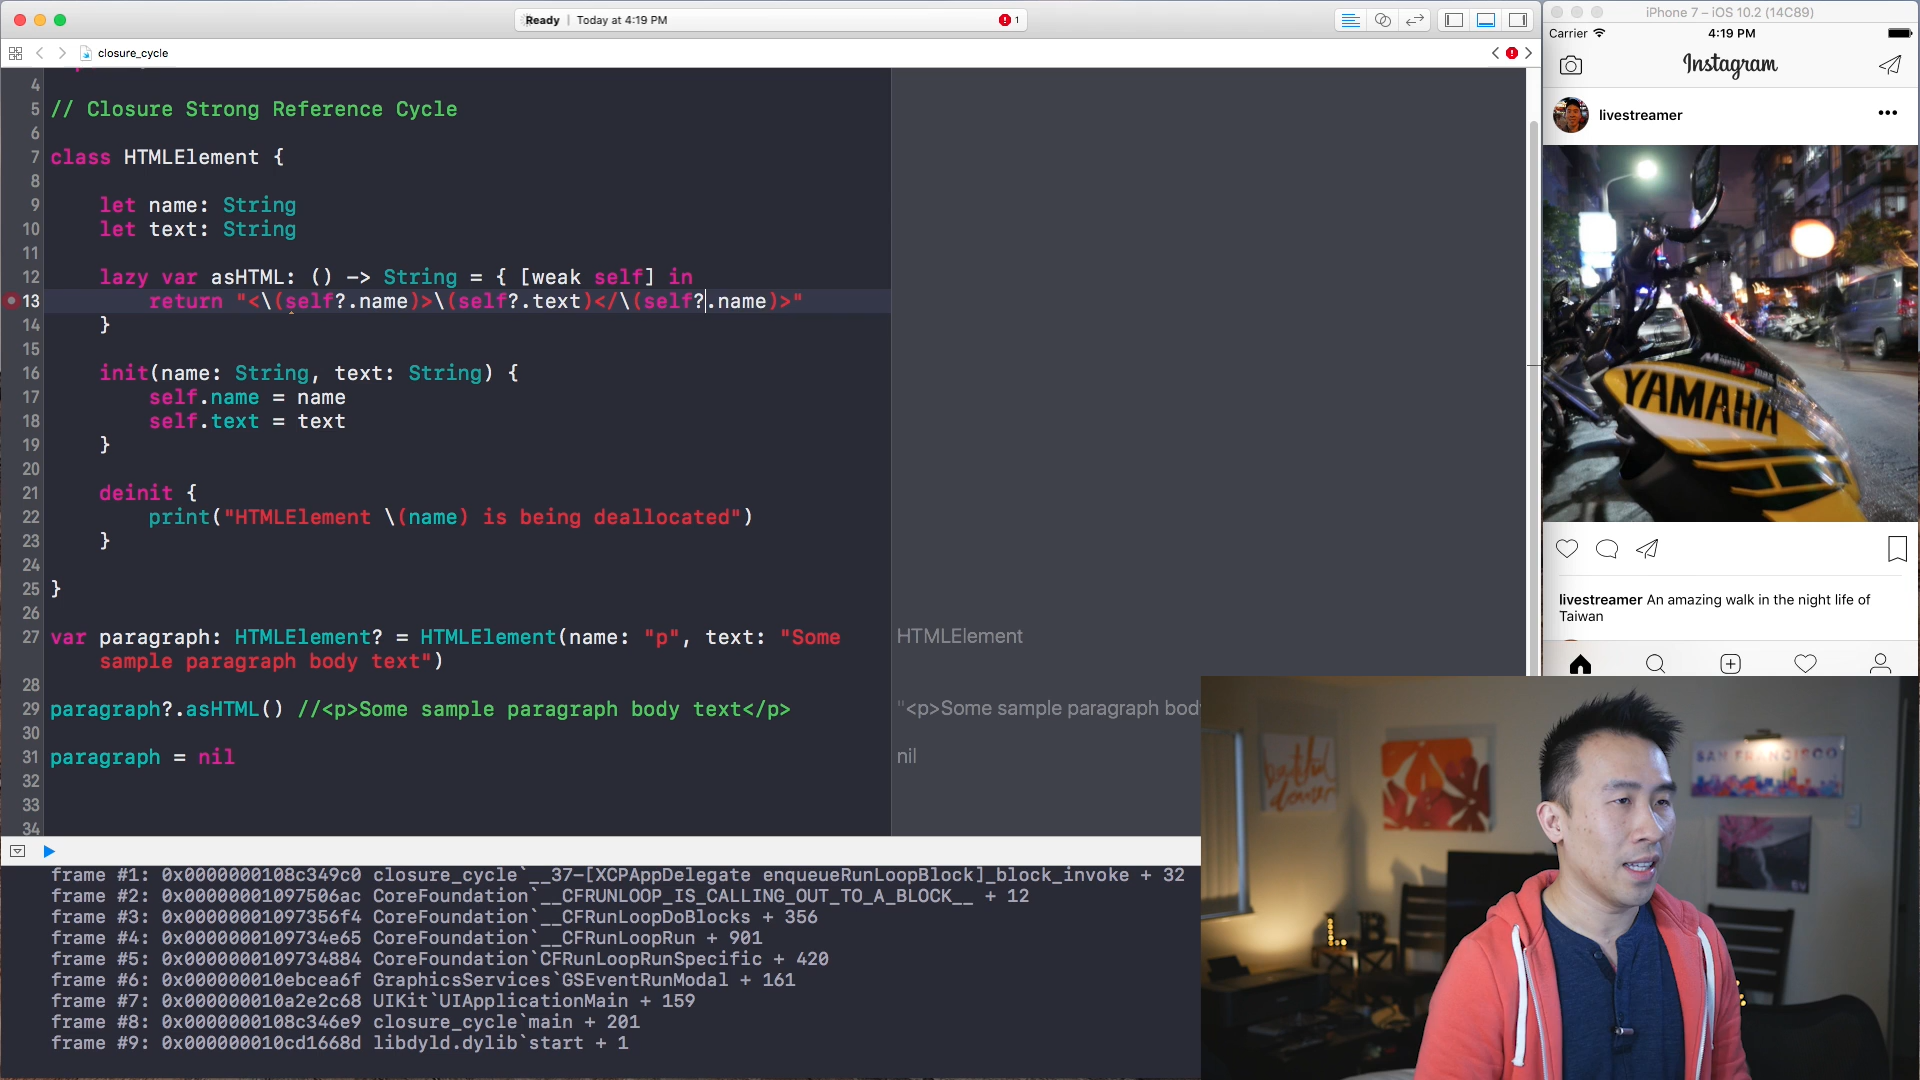 Ready | Today at 4:19 PM
1
closure_cycle
4
5 // Closure Strong Reference Cycle
6
7 class HTMLElement {
8
9 let name: String
10 let text: String
11
12 lazy var asHTML: () -> String = { [weak self] in
13 return "<\(self?.name)>\(self?.text)</\(self?.name)>"
14 }
15
16 init(name: String, text: String) {
17 self.name = name
18 self.text = text
19 }
20
21 deinit {
22 print("HTMLElement \(name) is being deallocated")
23 }
24
25 }
26
27 var paragraph: HTMLElement? = HTMLElement(name: "p", text: "Some
sample paragraph body text")
28
29 paragraph?.asHTML() //<p>Some sample paragraph body text</p>
30
31 paragraph = nil
32
33
34
HTMLElement
"<p>Some sample paragraph body
nil
frame #1: 0x0000000108c349c0 closure_cycle`__37-[XCPAppDelegate enqueueRunLoopBlock]_block_invoke + 32
frame #2: 0x00000001097506ac CoreFoundation`__CFRUNLOOP_IS_CALLING_OUT_TO_A_BLOCK__ + 12
frame #3: 0x00000001097356f4 CoreFoundation`__CFRunLoopDoBlocks + 356
frame #4: 0x0000000109734e65 CoreFoundation`__CFRunLoopRun + 901
frame #5: 0x0000000109734884 CoreFoundation`CFRunLoopRunSpecific + 420
frame #6: 0x000000010ebcea6f GraphicsServices`GSEventRunModal + 161
frame #7: 0x000000010a2e2c68 UIKit`UIApplicationMain + 159
frame #8: 0x0000000108c346e9 closure_cycle`main + 201
frame #9: 0x000000010cd1668d libdyld.dylib`start + 1
iPhone 7 – iOS 10.2 (14C89)
Carrier 4:19 PM
Instagram
livestreamer
YAMAHA
livestreamer An amazing walk in the night life of
Taiwan
beautiful
dreamer
SAN FRANCISCO
L B